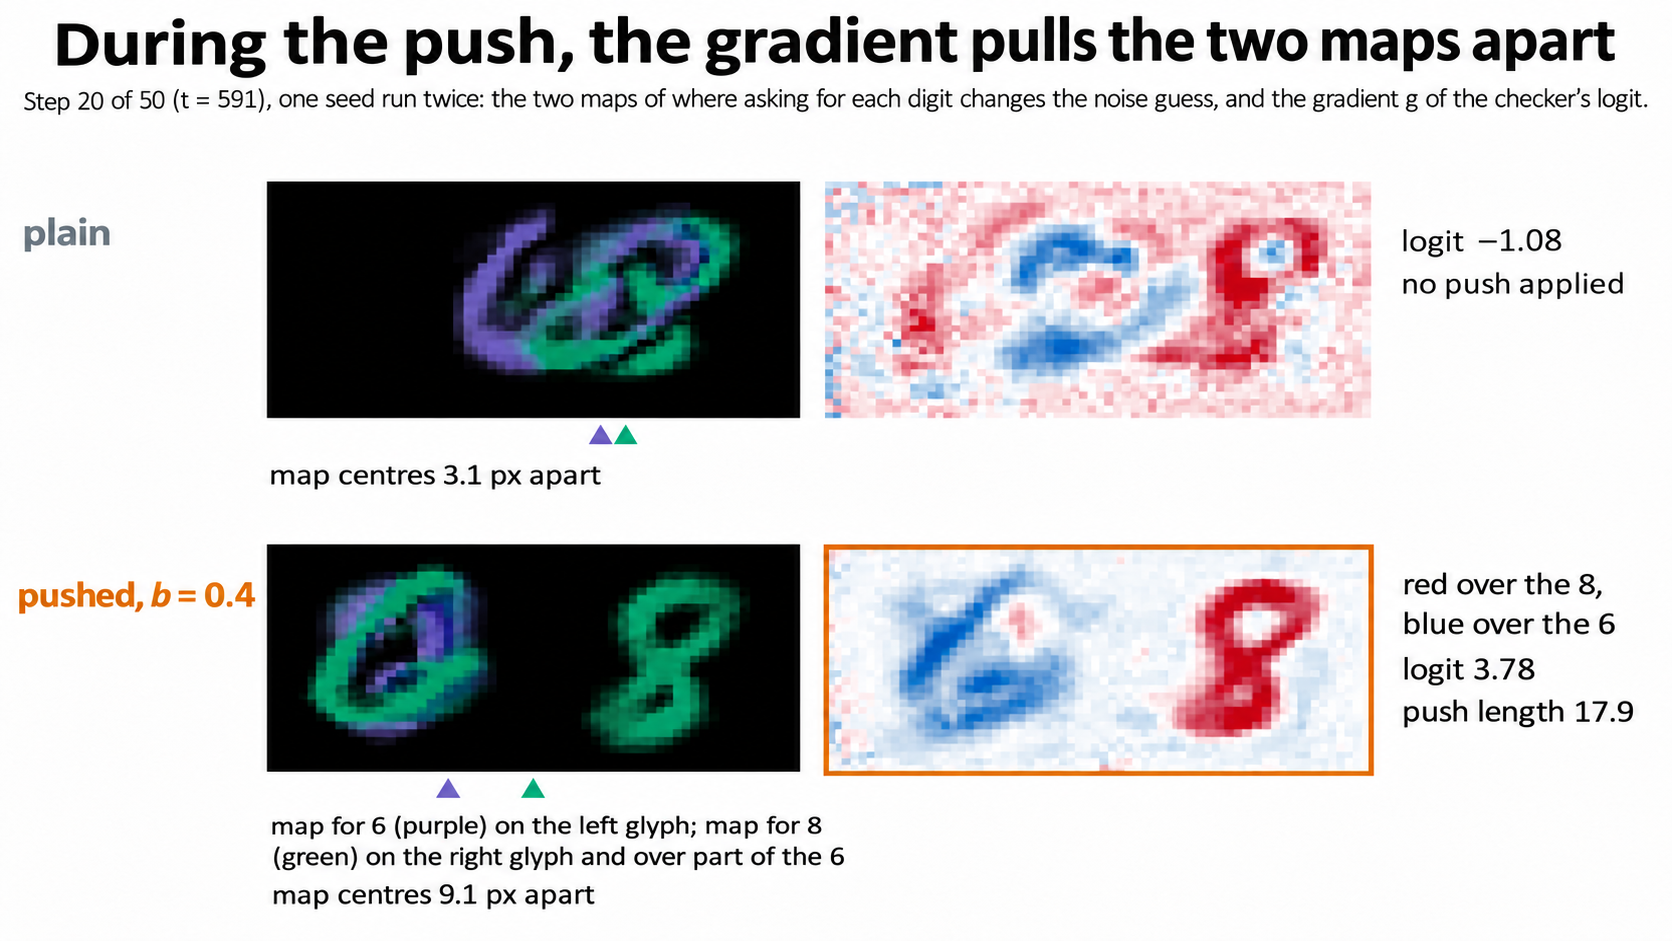 During the push, the gradient pulls the two maps apart
Step 20 of 50 (t = 591), one seed run twice: the two maps of where asking for each digit changes the noise guess, and the gradient g of the checker's logit.
plain
logit −1.08
no push applied
map centres 3.1 px apart
pushed, b = 0.4
red over the 8,
blue over the 6
logit 3.78
push length 17.9
map for 6 (purple) on the left glyph; map for 8
(green) on the right glyph and over part of the 6
map centres 9.1 px apart